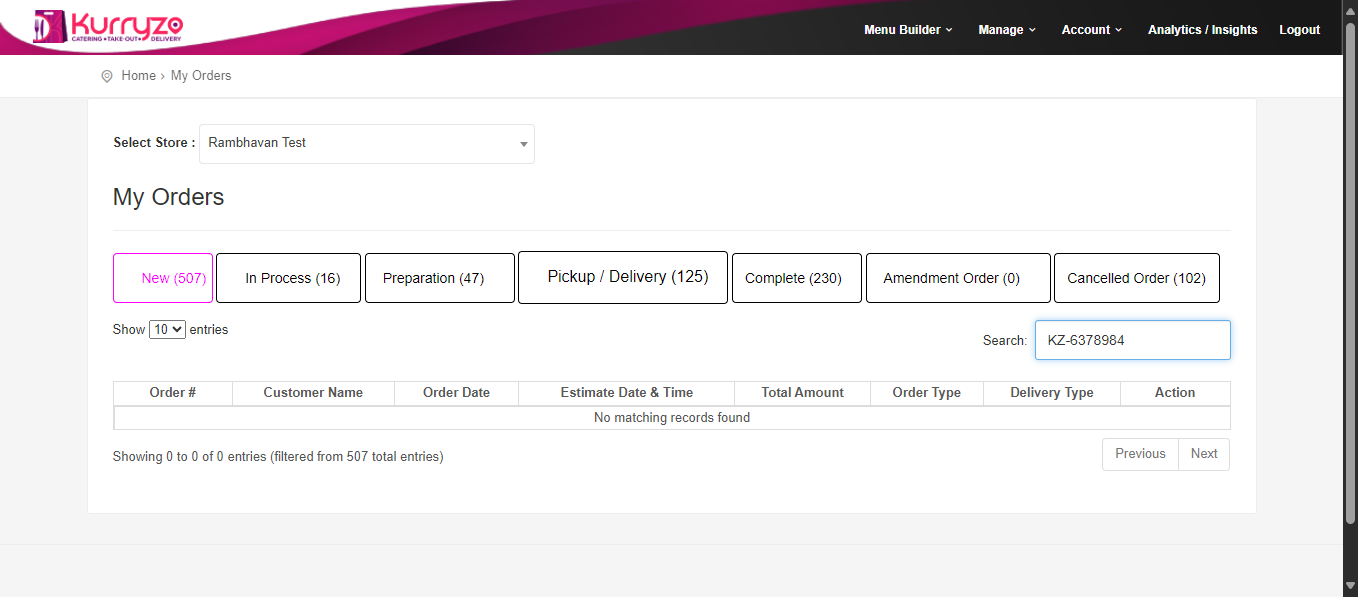 Kurryzo
CATERING • TAKE-OUT • DELIVERY
Menu Builder
Manage
Account
Analytics / Insights
Logout
Home › My Orders
Select Store : Rambhavan Test
My Orders
New (507)
In Process (16)
Preparation (47)
Pickup / Delivery (125)
Complete (230)
Amendment Order (0)
Cancelled Order (102)
Show 10 entries
Search: KZ-6378984
Order # Customer Name Order Date Estimate Date & Time Total Amount Order Type Delivery Type Action
No matching records found
Showing 0 to 0 of 0 entries (filtered from 507 total entries)
Previous Next